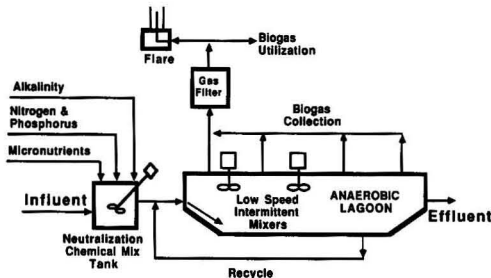 Flare
Biogas
Utilization
Gas
Filter
Alkalinity
Nitrogen &
Phosphorus
Micronutrients
Biogas
Collection
Influent
Low Speed
Intermittent
Mixers
ANAEROBIC
LAGOON
Effluent
Neutralization
Chemical Mix
Tank
Recycle